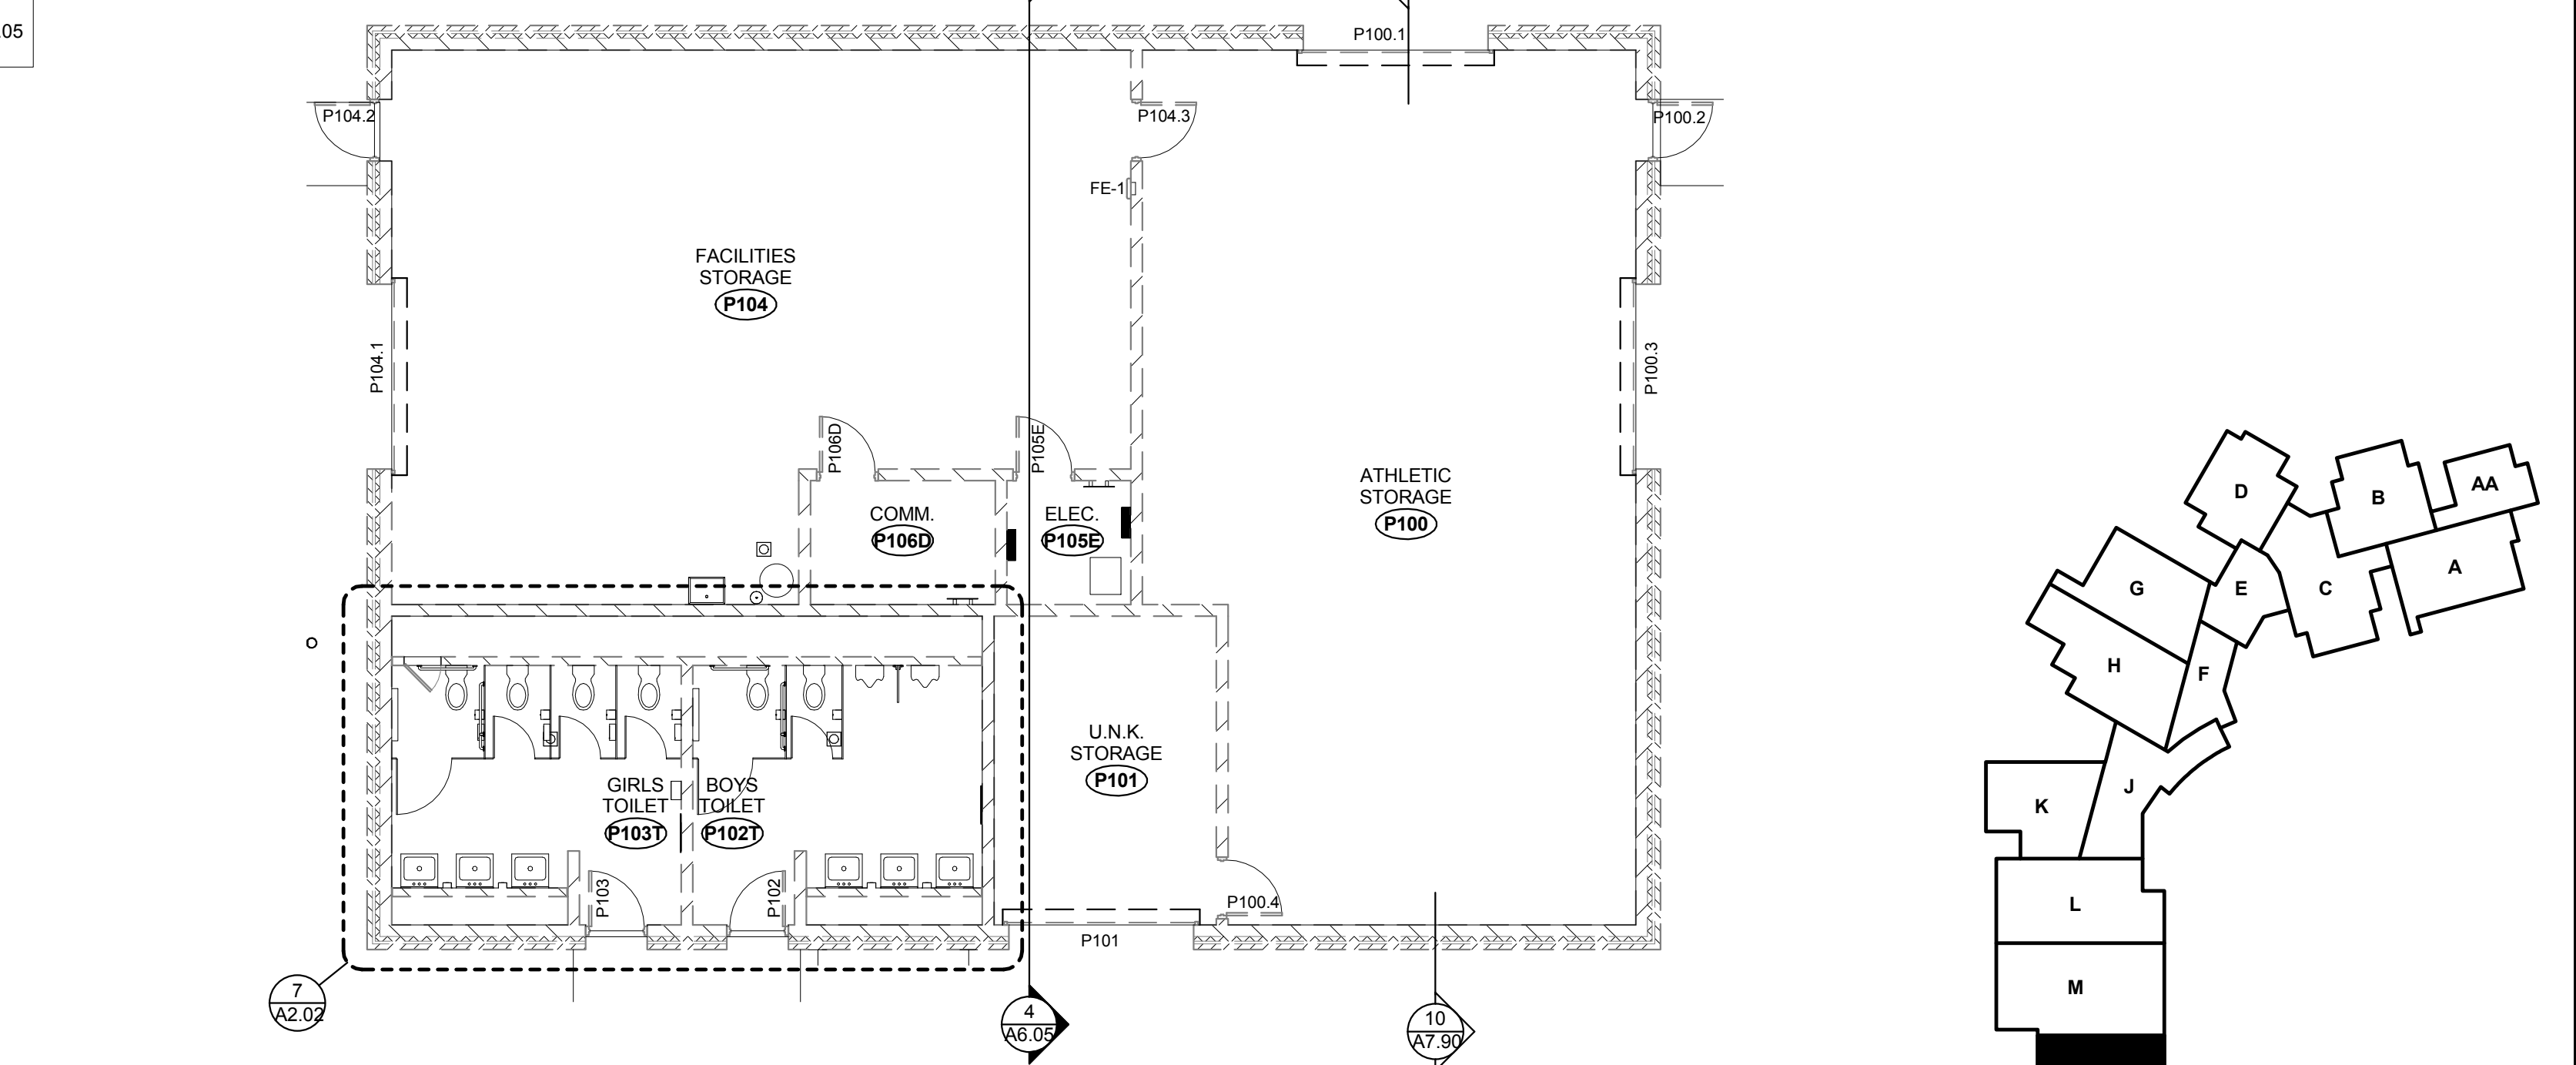 .05
P100.1
P104.2
P104.3
P100.2
FE-1
FACILITIES
STORAGE
P104
P104.1
P100.3
P106D
P105E
ATHLETIC
STORAGE
P100
COMM.
P106D
ELEC.
P105E
U.N.K.
STORAGE
P101
GIRLS
TOILET
P103T
BOYS
TOILET
P102T
P103
P102
P100.4
P101
7
A2.02
4
A6.05
10
A7.90
D
B
AA
A
G
E
C
H
F
J
K
L
M